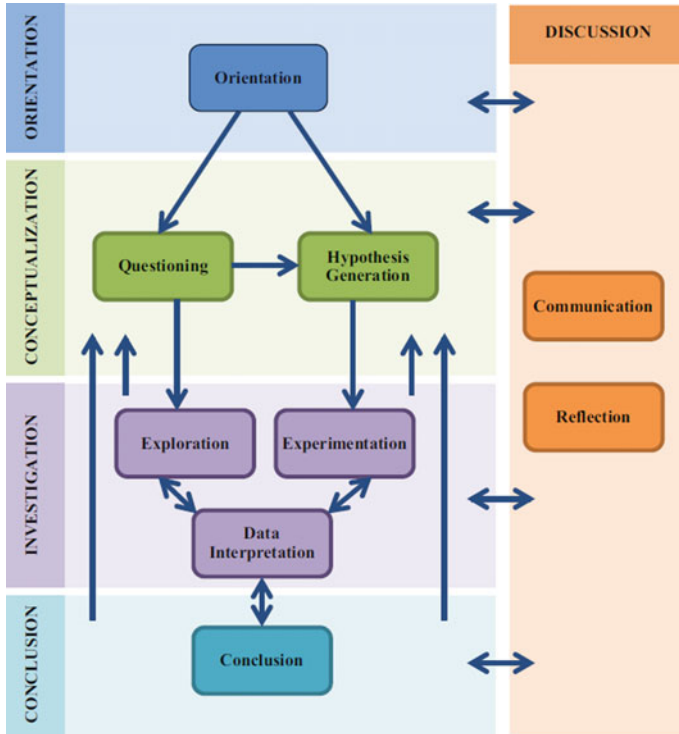 DISCUSSION
ORIENTATION
Orientation
CONCEPTUALIZATION
Questioning
Hypothesis
Generation
Communication
INVESTIGATION
Exploration
Experimentation
Reflection
Data
Interpretation
CONCLUSION
Conclusion